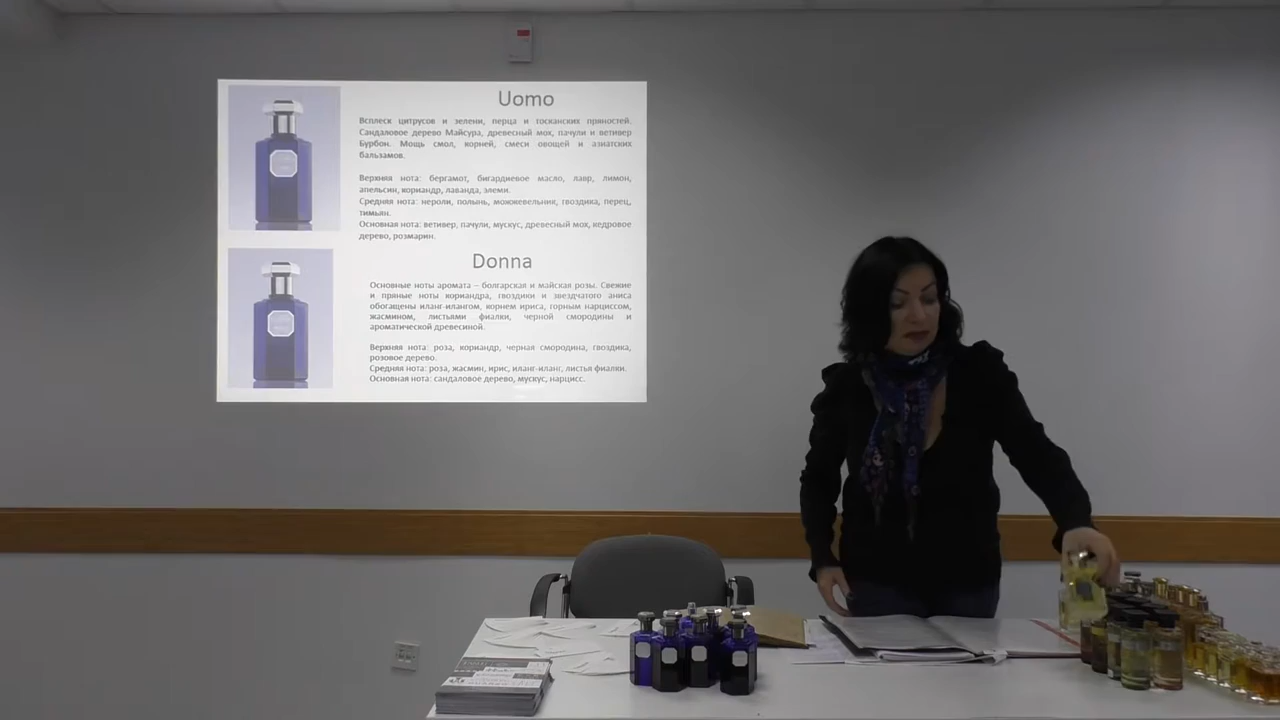 Uomo
Всплеск цитрусов и зелени, перца и тосканских пряностей.
Сандаловое дерево Майсура, древесный мох, пачули и ветивер
Бурбон. Мощь смол, корней, смеси овощей и азиатских
бальзамов.
Верхняя нота: бергамот, бигардиевое масло, лавр, лимон,
апельсин, кориандр, лаванда, элеми.
Средняя нота: нероли, полынь, можжевельник, гвоздика, перец,
тимьян.
Основная нота: ветивер, пачули, мускус, древесный мох, кедровое
дерево, розмарин.
Donna
Основные ноты аромата – болгарская и майская розы. Свежие
и пряные ноты кориандра, гвоздики и звездчатого аниса
обогащены иланг-илангом, корнем ириса, горным нарциссом,
жасмином, листьями фиалки, черной смородины и
ароматической древесиной.
Верхняя нота: роза, кориандр, черная смородина, гвоздика,
розовое дерево.
Средняя нота: роза, жасмин, ирис, иланг-иланг, листья фиалки.
Основная нота: сандаловое дерево, мускус, нарцисс.